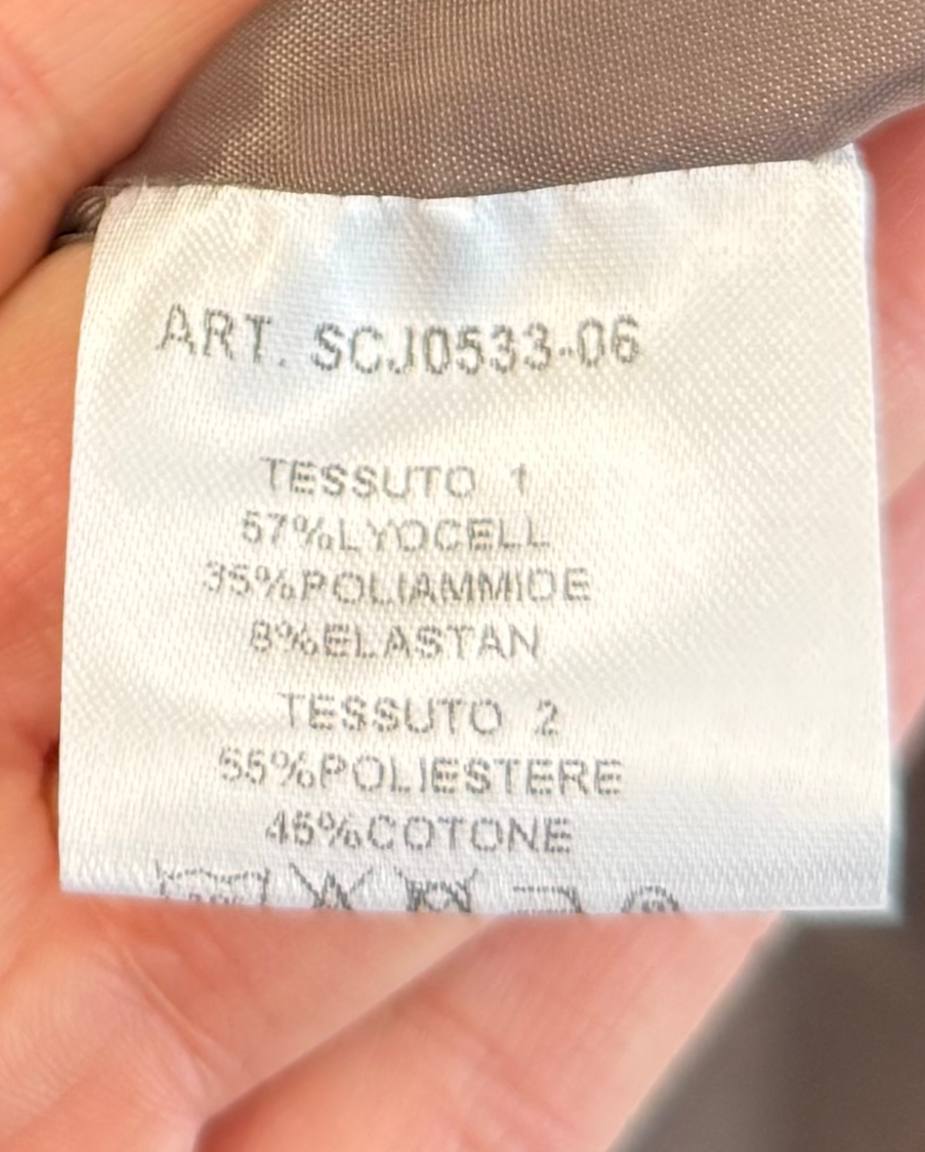 ART. SCJ0533-06
TESSUTO 1
57%LYOCELL
35%POLIAMMIDE
8%ELASTAN
TESSUTO 2
55%POLIESTERE
45%COTONE